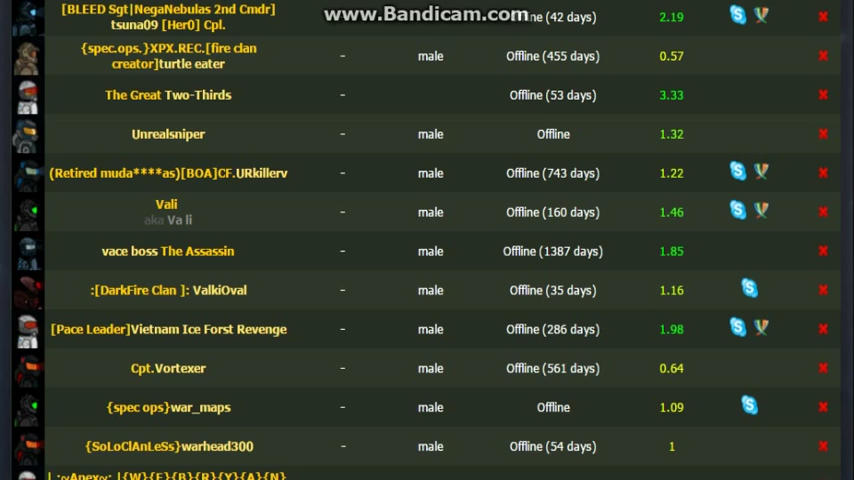 www.Bandicam.com
[BLEED Sgt|NegaNebulas 2nd Cmdr]
tsuna09 [Her0] Cpl.
Offline (42 days)
2.19
{spec.ops.}XPX.REC.[fire clan
creator]turtle eater
-
male
Offline (455 days)
0.57
The Great Two-Thirds
-
Offline (53 days)
3.33
Unrealsniper
-
male
Offline
1.32
(Retired muda****as)[BOA]CF.URkillerv
-
male
Offline (743 days)
1.22
Vali
aka Va li
-
male
Offline (160 days)
1.46
vace boss The Assassin
-
male
Offline (1387 days)
1.85
:[DarkFire Clan ]: ValkiOval
-
male
Offline (35 days)
1.16
[Pace Leader]Vietnam Ice Forst Revenge
-
male
Offline (286 days)
1.98
Cpt.Vortexer
-
male
Offline (561 days)
0.64
{spec ops}war_maps
-
male
Offline
1.09
{SoLoClAnLeSs}warhead300
-
male
Offline (54 days)
1